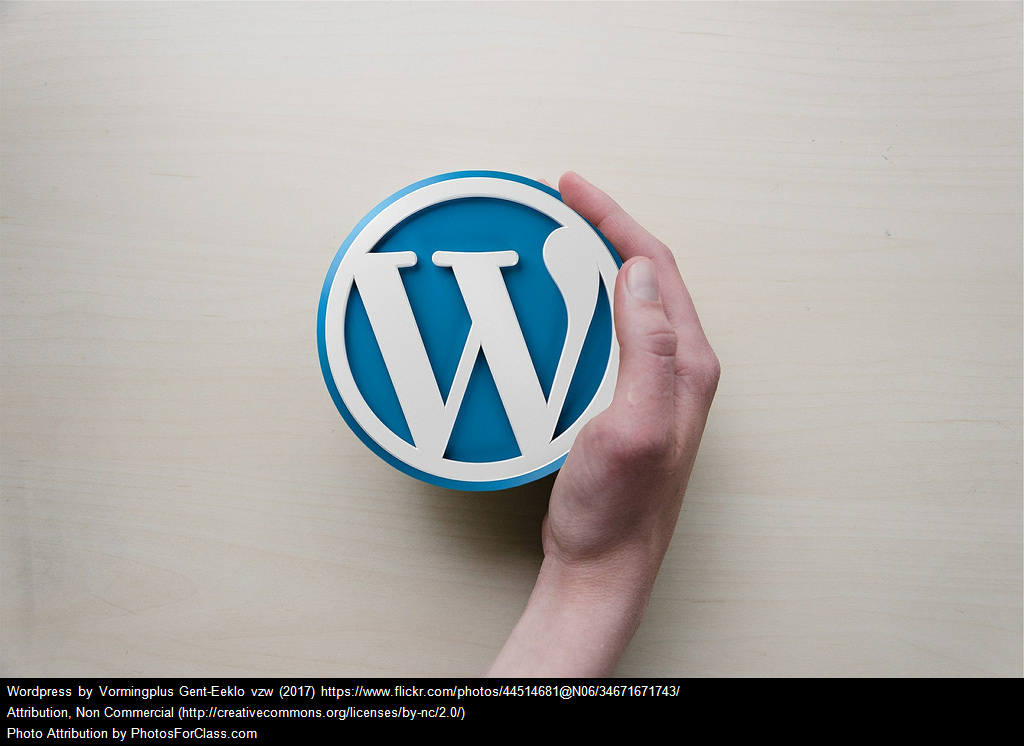 W
Wordpress by Vormingplus Gent-Eeklo vzw (2017) https://www.flickr.com/photos/44514681@N06/34671671743/
Attribution, Non Commercial (http://creativecommons.org/licenses/by-nc/2.0/)
Photo Attribution by PhotosForClass.com